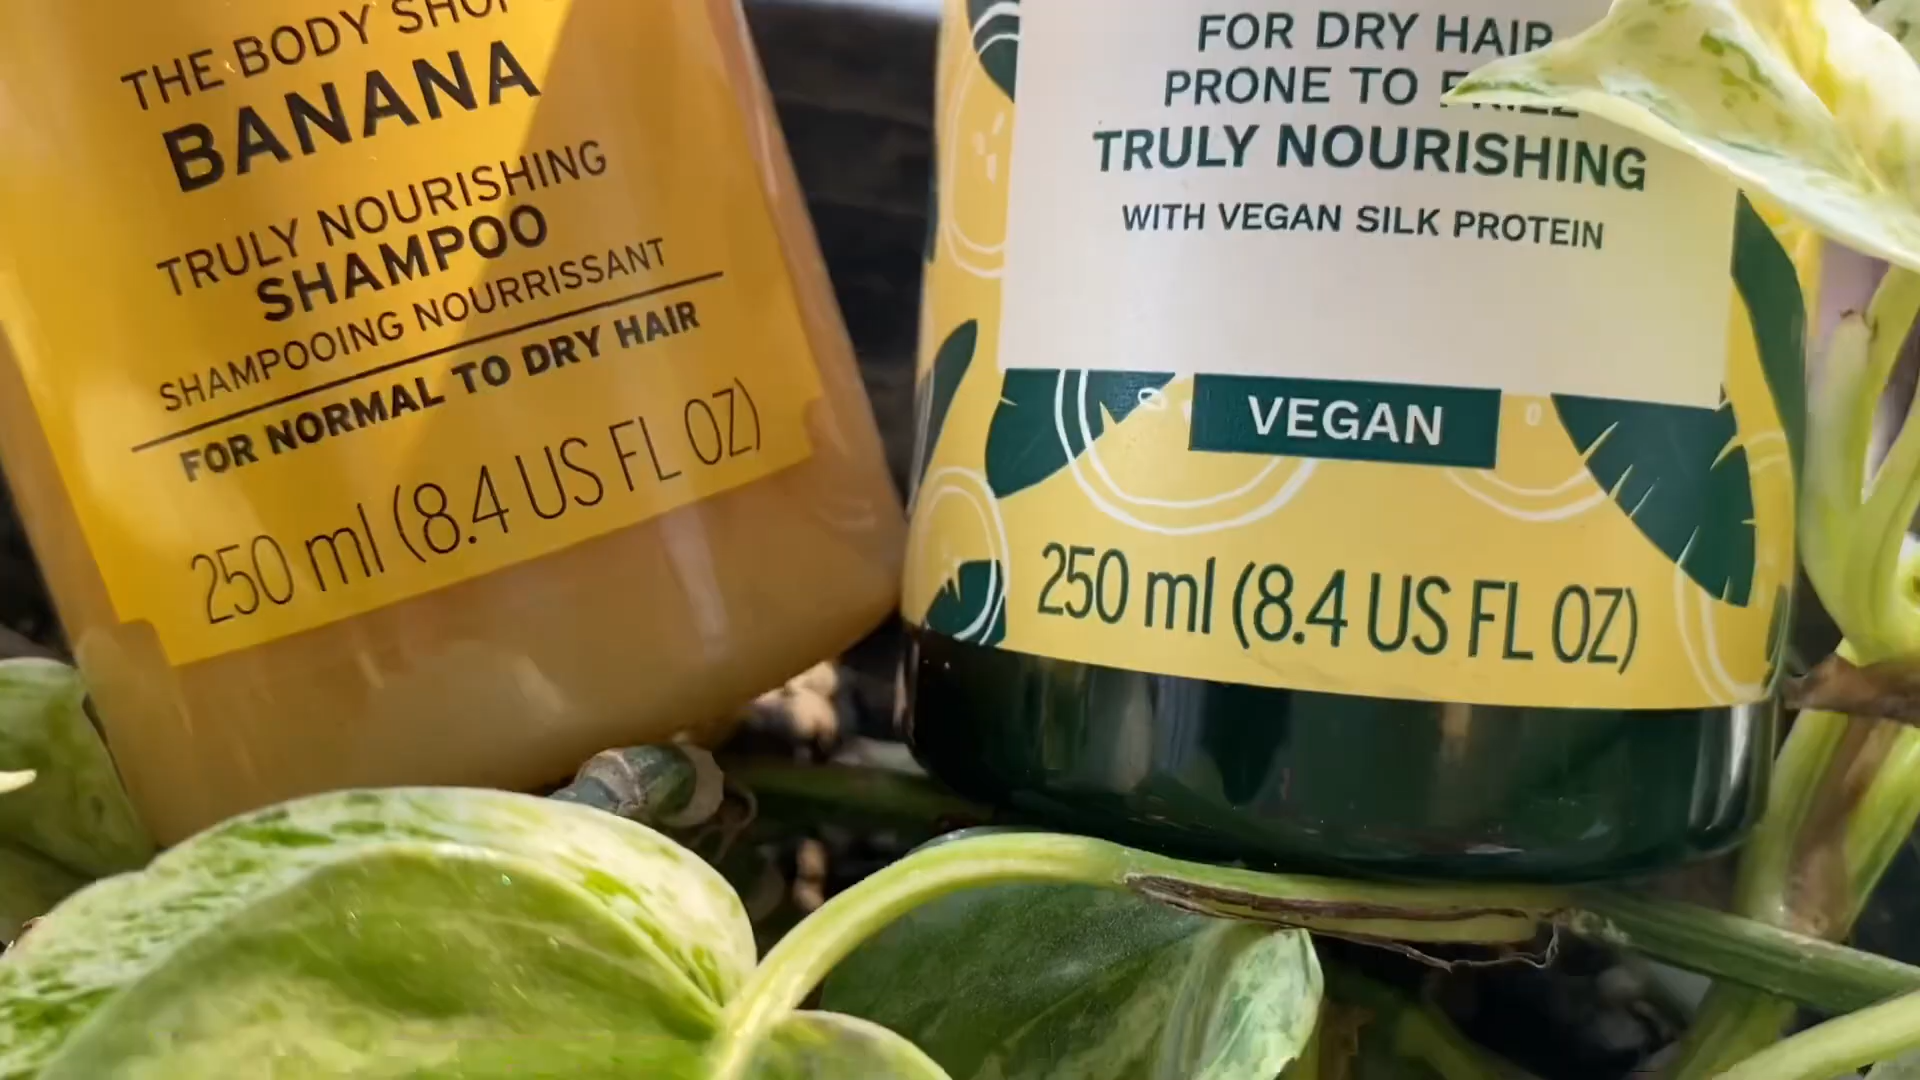 THE BODY SHOP
BANANA
TRULY NOURISHING
SHAMPOO
SHAMPOOING NOURRISSANT
FOR NORMAL TO DRY HAIR
250 ml (8.4 US FL OZ)
FOR DRY HAIR
PRONE TO FRIZZ
TRULY NOURISHING
WITH VEGAN SILK PROTEIN
VEGAN
250 ml (8.4 US FL OZ)